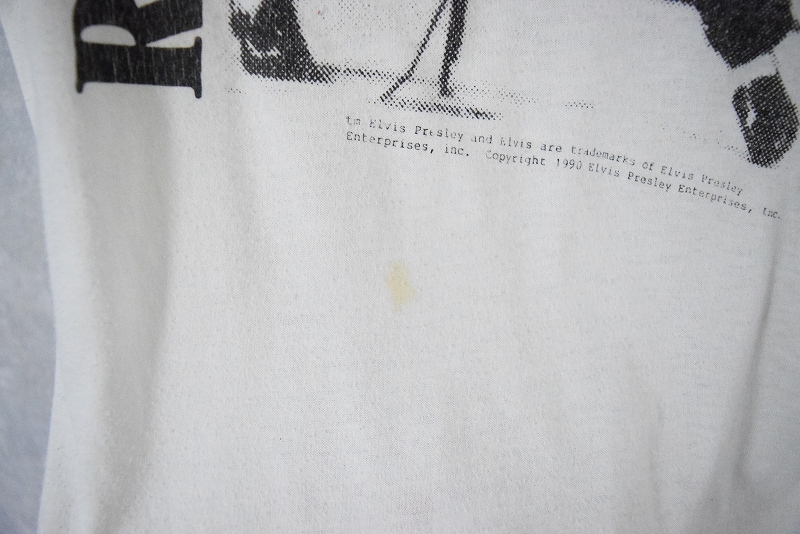 R
tm Elvis Presley and Elvis are trademarks of Elvis Presley
Enterprises, Inc. Copyright 1990 Elvis Presley Enterprises, Inc.